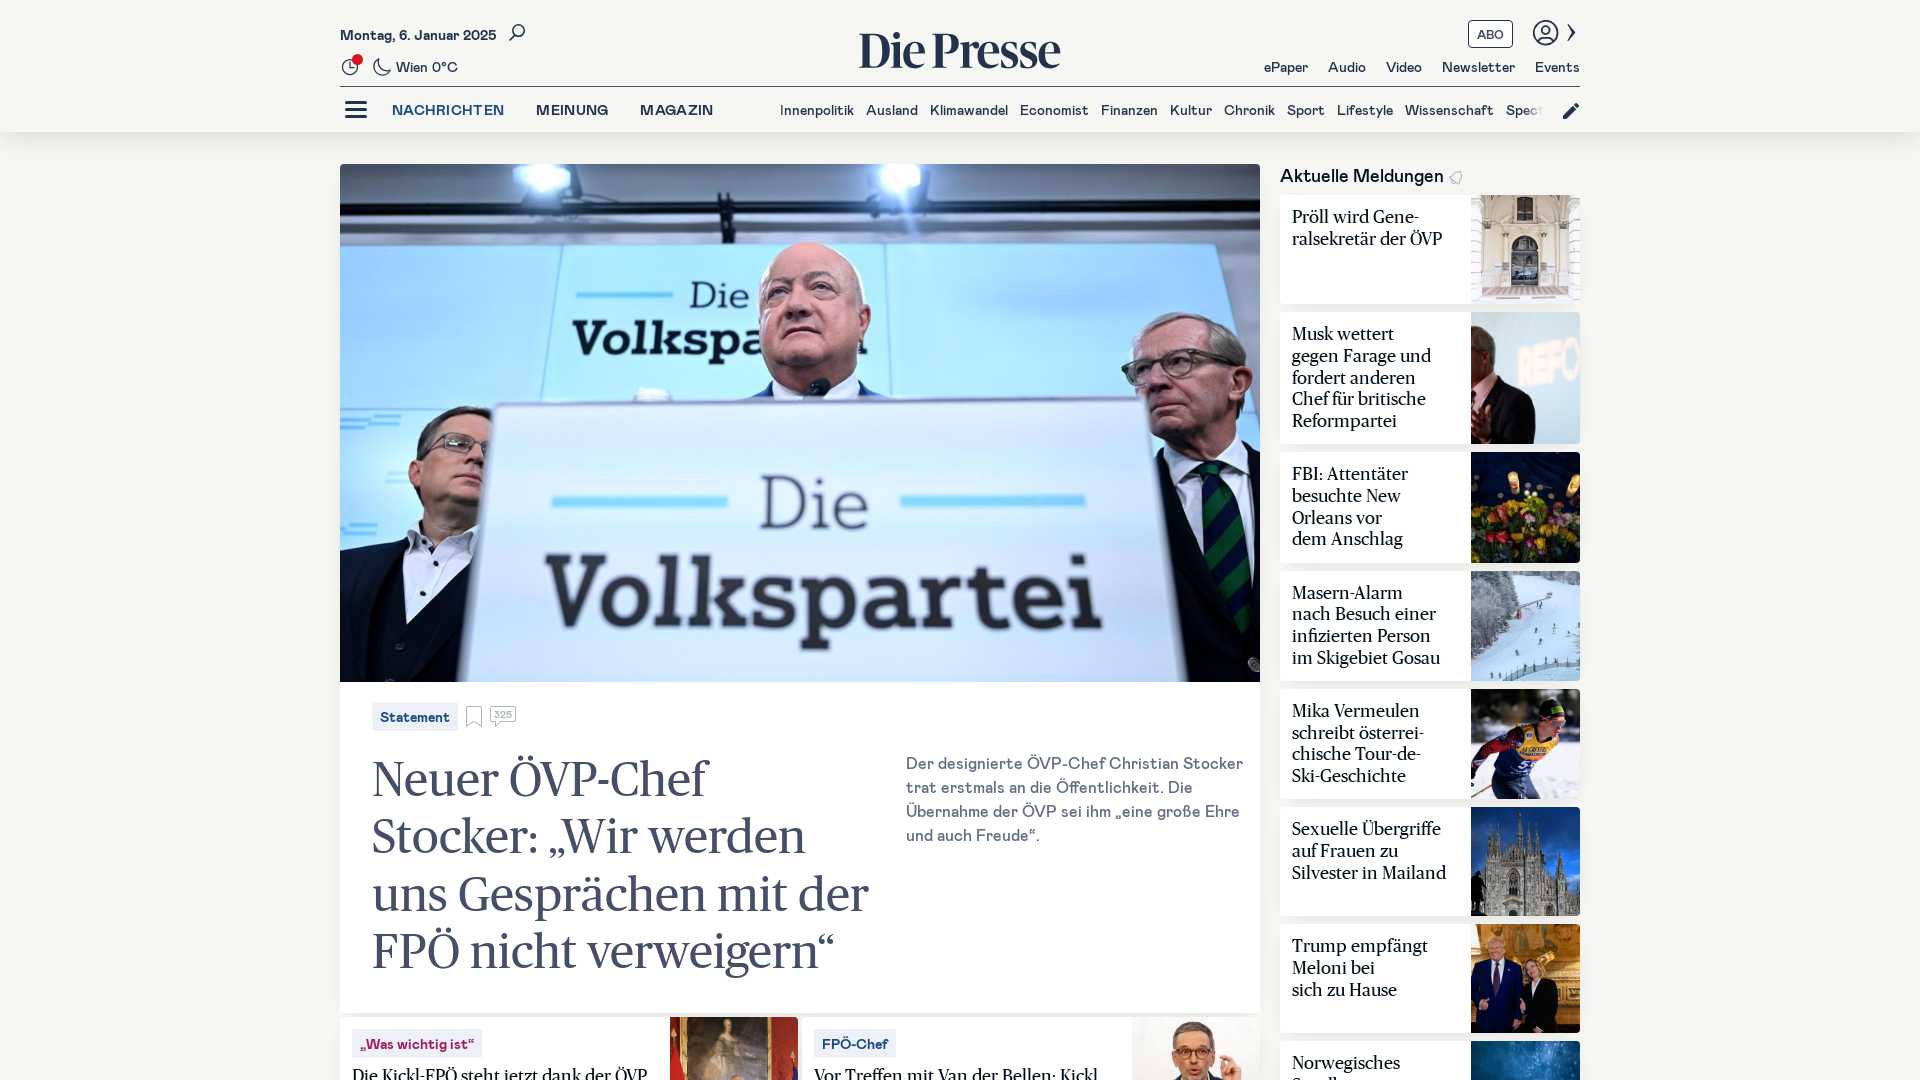 Montag, 6. Januar 2025
Wien 0°C
Die Presse
ABO
ePaper Audio Video Newsletter Events
NACHRICHTEN MEINUNG MAGAZIN
Innenpolitik Ausland Klimawandel Economist Finanzen Kultur Chronik Sport Lifestyle Wissenschaft
Die
Volkspartei
Statement
325
Neuer ÖVP-Chef
Stocker: „Wir werden
uns Gesprächen mit der
FPÖ nicht verweigern“
Der designierte ÖVP-Chef Christian Stocker
trat erstmals an die Öffentlichkeit. Die
Übernahme der ÖVP sei ihm „eine große Ehre
und auch Freude“.
„Was wichtig ist“
Die Kickl-FPÖ steht jetzt dank der ÖVP
FPÖ-Chef
Vor Treffen mit Van der Bellen: Kickl
Aktuelle Meldungen
Pröll wird Gene-
ralsekretär der ÖVP
Musk wettert
gegen Farage und
fordert anderen
Chef für britische
Reformpartei
FBI: Attentäter
besuchte New
Orleans vor
dem Anschlag
Masern-Alarm
nach Besuch einer
infizierten Person
im Skigebiet Gosau
Mika Vermeulen
schreibt österrei-
chische Tour-de-
Ski-Geschichte
Sexuelle Übergriffe
auf Frauen zu
Silvester in Mailand
Trump empfängt
Meloni bei
sich zu Hause
Norwegisches